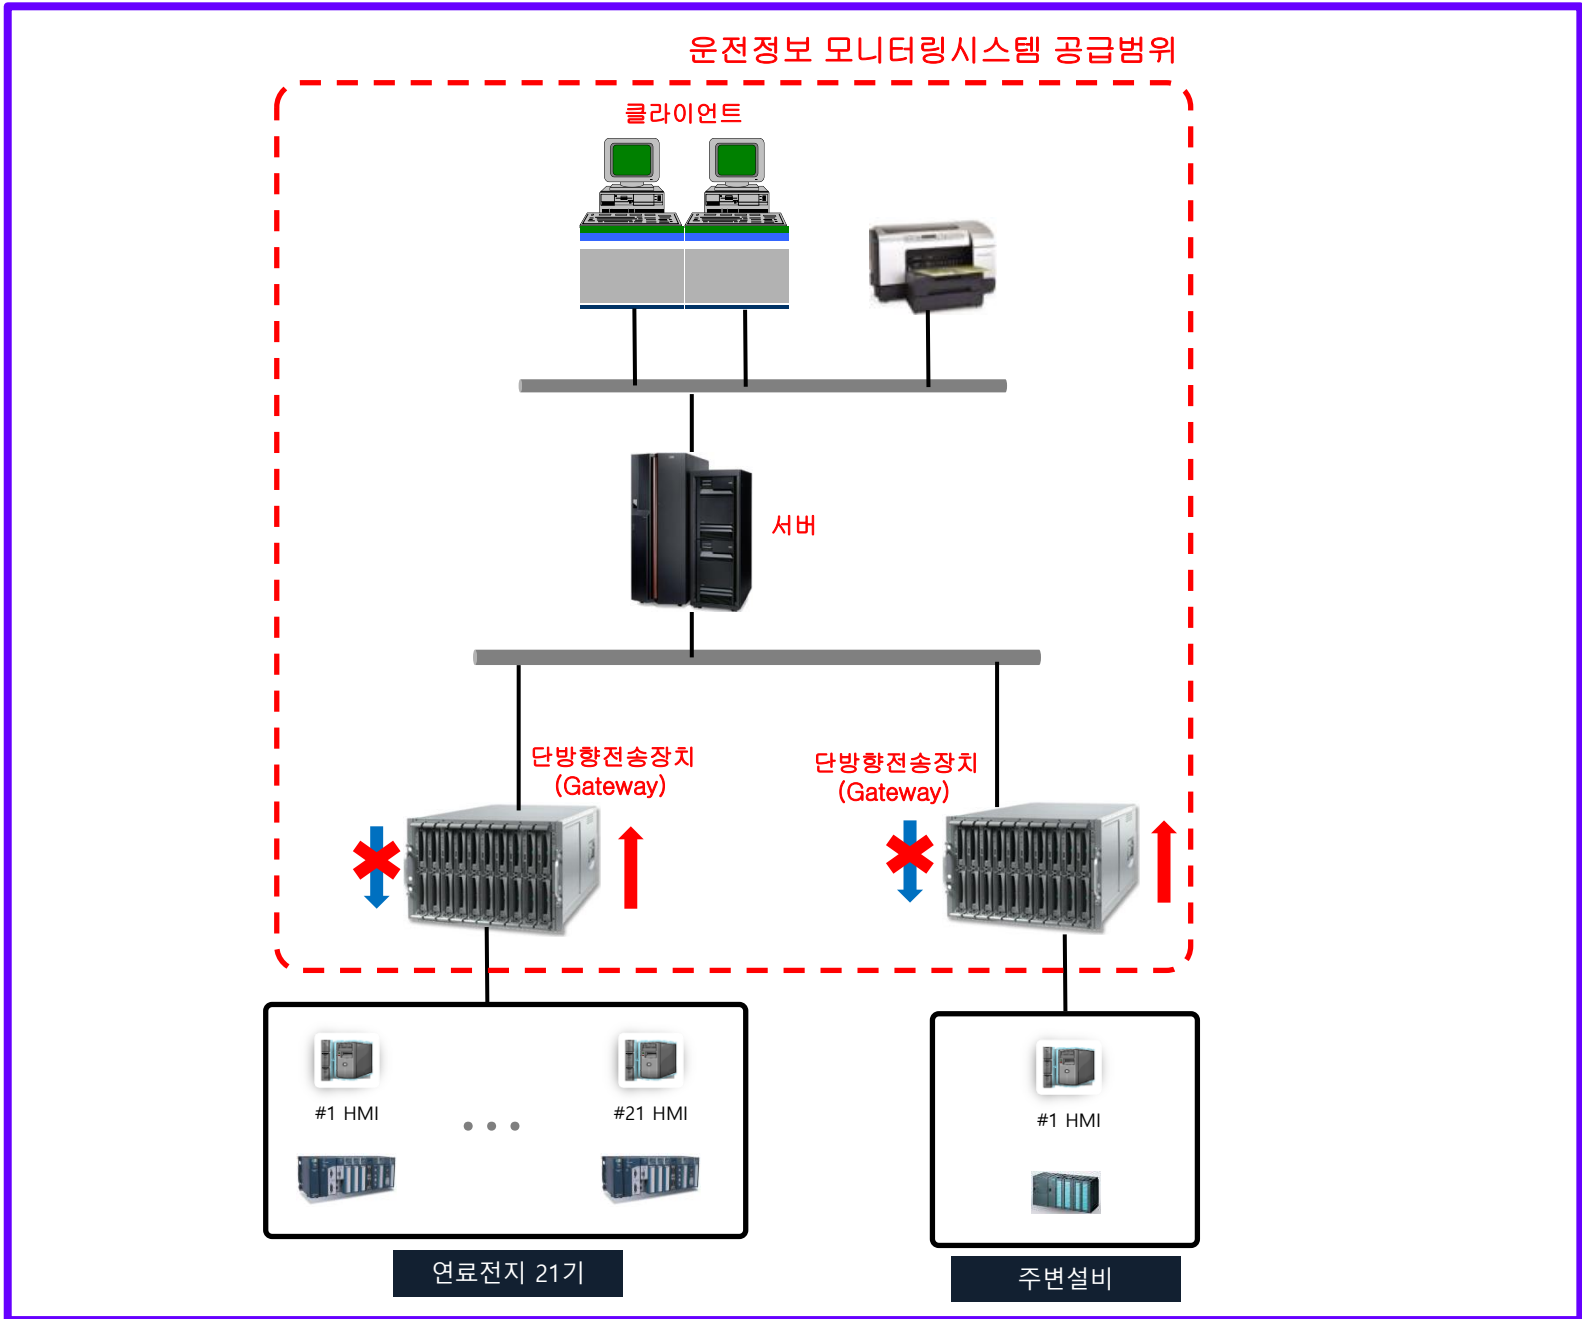 운전정보 모니터링시스템 공급범위
클라이언트
서버
단방향전송장치
(Gateway)
단방향전송장치
(Gateway)
#1 HMI
#21 HMI
#1 HMI
연료전지 21기
주변설비